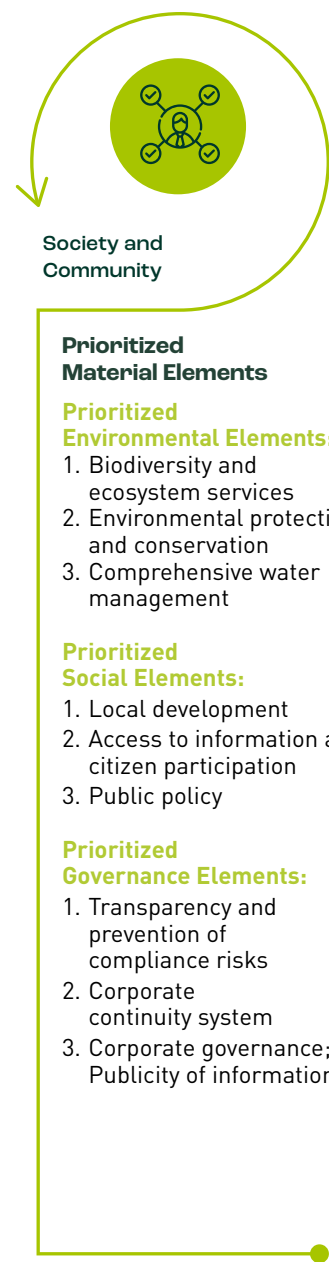 Society and
Community
Prioritized
Material Elements
Prioritized
Environmental Elements:
1. Biodiversity and
ecosystem services
2. Environmental protecti
and conservation
3. Comprehensive water
management
Prioritized
Social Elements:
1. Local development
2. Access to information a
citizen participation
3. Public policy
Prioritized
Governance Elements:
1. Transparency and
prevention of
compliance risks
2. Corporate
continuity system
3. Corporate governance;
Publicity of information